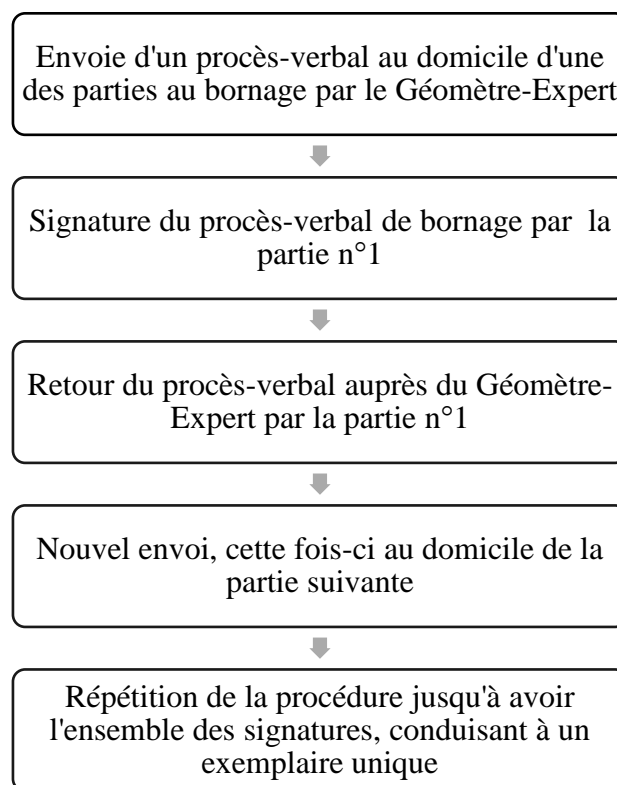 Envoie d'un procès-verbal au domicile d'une
des parties au bornage par le Géomètre-Expert
Signature du procès-verbal de bornage par  la
partie n°1
Retour du procès-verbal auprès du Géomètre-
Expert par la partie n°1
Nouvel envoi, cette fois-ci au domicile de la
partie suivante
Répétition de la procédure jusqu'à avoir
l'ensemble des signatures, conduisant à un
exemplaire unique